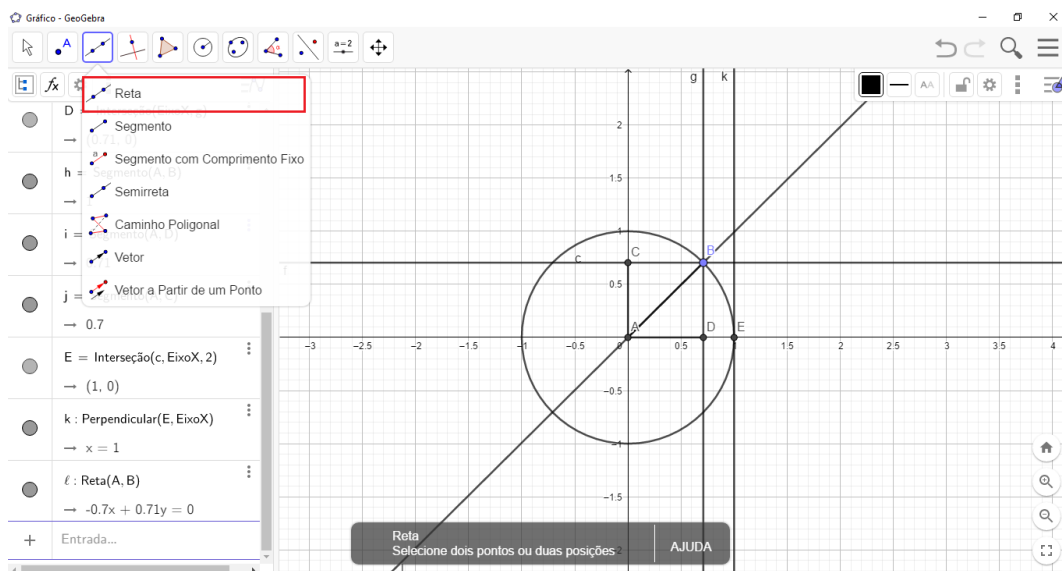 Gráfico - GeoGebra
A
a=2
Reta
Segmento
Segmento com Comprimento Fixo
Semirreta
Caminho Poligonal
Vetor
Vetor a Partir de um Ponto
D
h =
i =
j =
→ 0.7
E = Interseção(c, EixoX, 2)
→ (1, 0)
k : Perpendicular(E, EixoX)
→ x = 1
ℓ : Reta(A, B)
→ -0.7x + 0.71y = 0
Entrada...
g k
AA
2
1.5
1
0.5
c
C
B
A
D
E
−3 −2.5 −2 −1.5 −1 −0.5 0 0.5 1 1.5 2 2.5 3 3.5
−0.5
−1
−1.5
−2
Reta
Selecione dois pontos ou duas posições
AJUDA